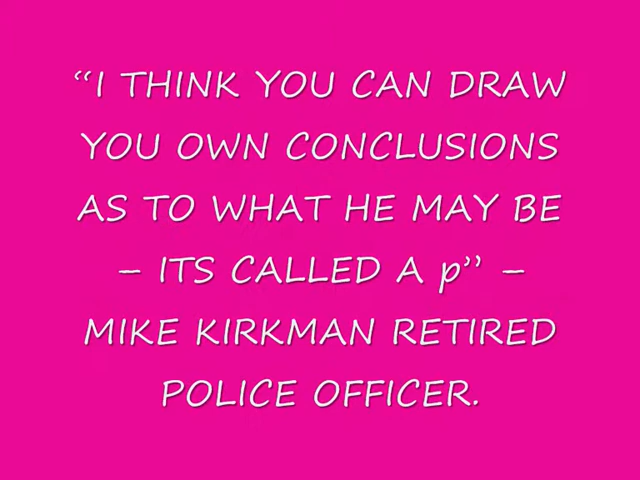 “I THINK YOU CAN DRAW
YOU OWN CONCLUSIONS
AS TO WHAT HE MAY BE
– ITS CALLED A p” –
MIKE KIRKMAN RETIRED
POLICE OFFICER.